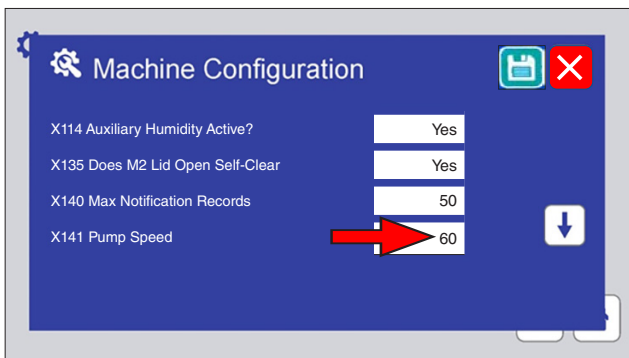 Machine Configuration
X114 Auxiliary Humidity Active? Yes
X135 Does M2 Lid Open Self-Clear Yes
X140 Max Notification Records 50
X141 Pump Speed 60